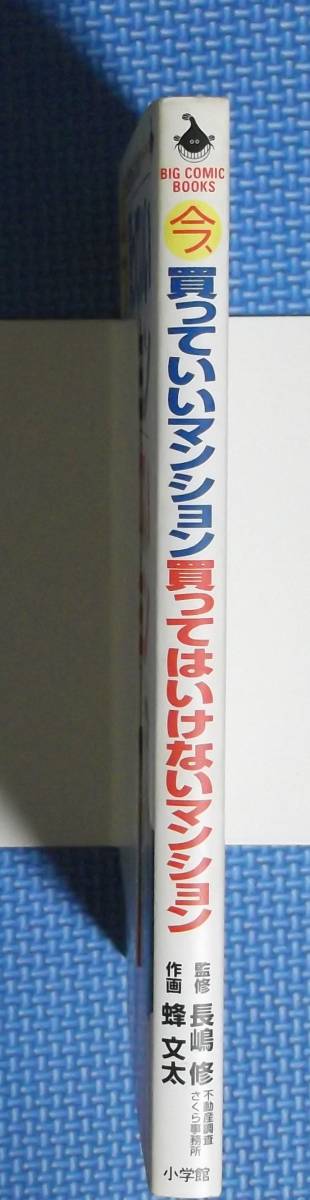 BIG COMIC
BOOKS
今、
買っていいマンション買ってはいけないマンション
監修 長嶋 修 不動産調査
さくら事務所
作画 蜂 文太
小学館